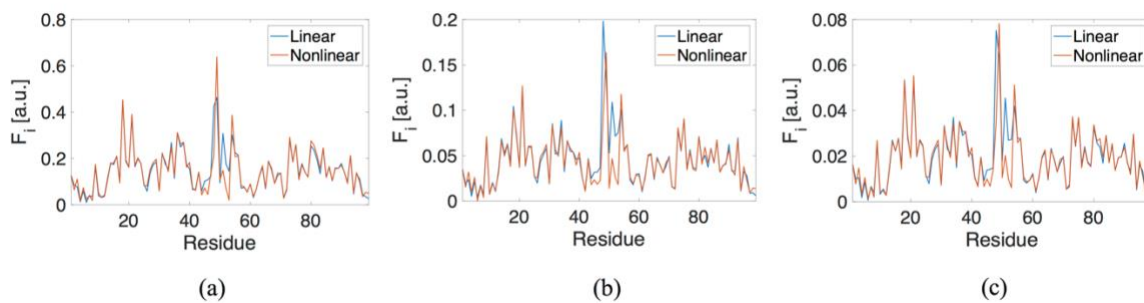 0.8
0.6
0.4
0.2
0
F_i [a.u.]
Linear
Nonlinear
20 40 60 80
Residue
(a)
0.2
0.15
0.1
0.05
0
F_i [a.u.]
Linear
Nonlinear
20 40 60 80
Residue
(b)
0.08
0.06
0.04
0.02
0
F_i [a.u.]
Linear
Nonlinear
20 40 60 80
Residue
(c)